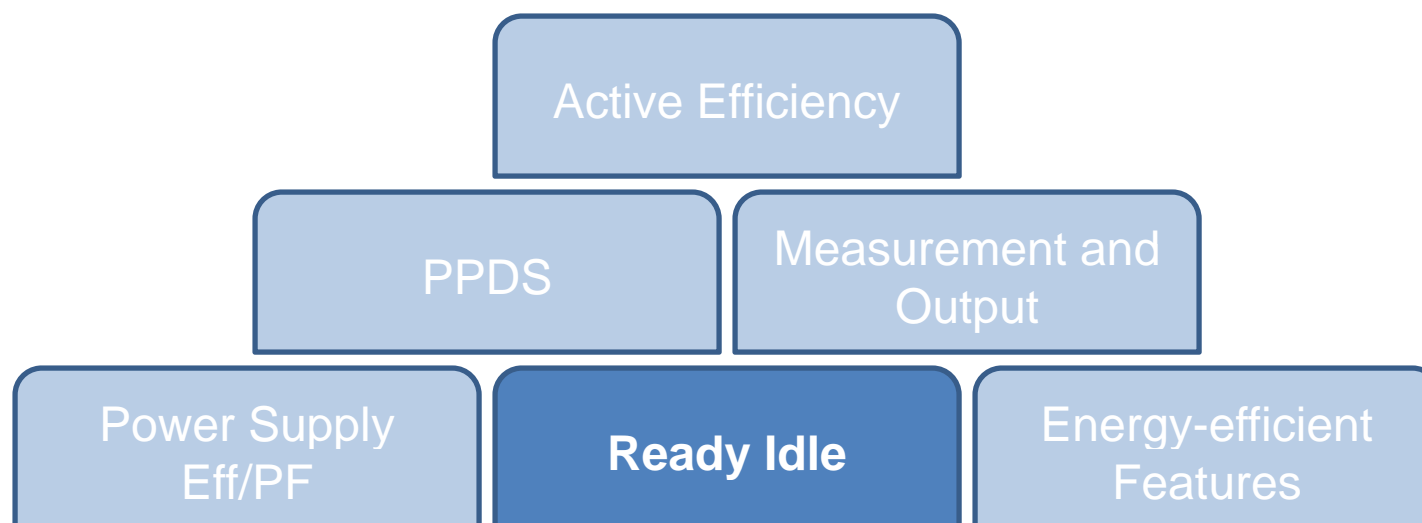 Active Efficiency
PPDS
Measurement and
Output
Power Supply
Eff/PF
Ready Idle
Energy-efficient
Features